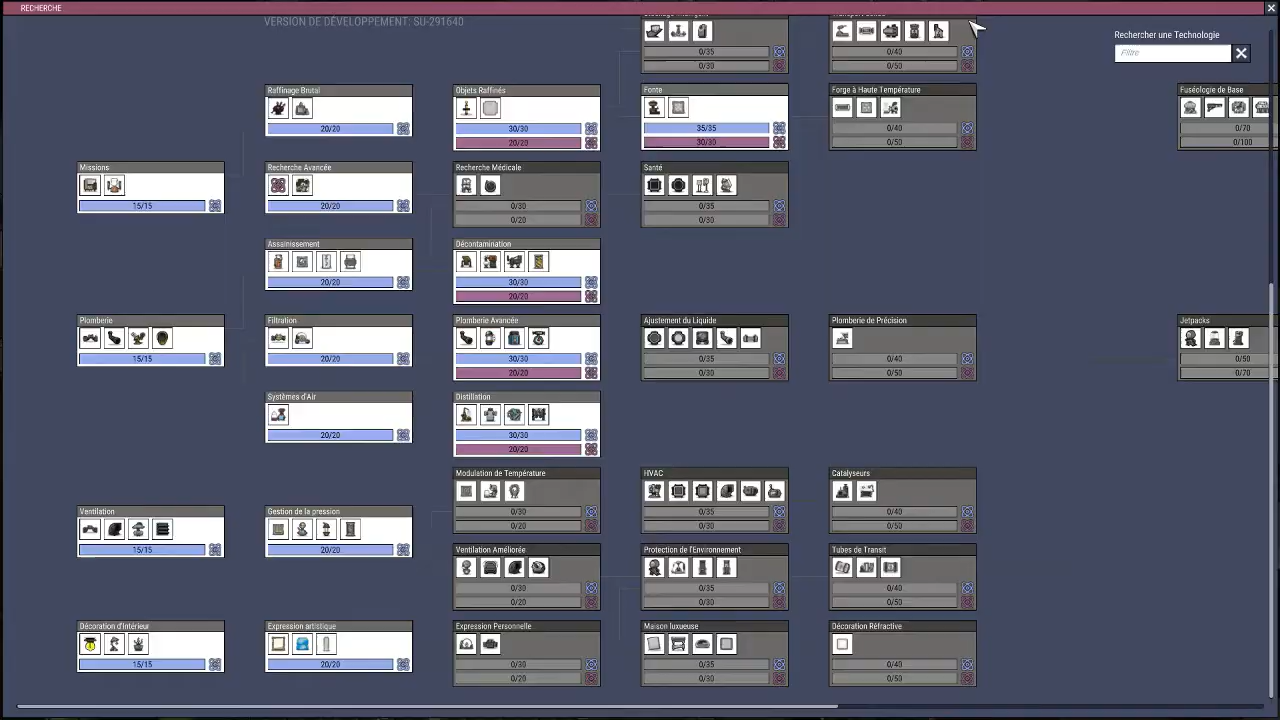 RECHERCHE
VERSION DE DÉVELOPPEMENT: SU-291640
Rechercher une Technologie
Filtre
0/35
0/30
0/40
0/50
Raffinage Brutal
20/20
Objets Raffinés
30/30
20/20
Fonte
35/35
30/30
Forge à Haute Température
0/40
0/50
Fuséologie de Base
0/70
0/100
Missions
15/15
Recherche Avancée
20/20
Recherche Médicale
0/30
0/20
Santé
0/35
0/30
Assainissement
20/20
Décontamination
30/30
20/20
Plomberie
15/15
Filtration
20/20
Plomberie Avancée
30/30
20/20
Ajustement du Liquide
0/35
0/30
Plomberie de Précision
0/40
0/50
Jetpacks
0/50
0/70
Systèmes d'Air
20/20
Distillation
30/30
20/20
Modulation de Température
0/30
0/20
HVAC
0/35
0/30
Catalyseurs
0/40
0/50
Ventilation
15/15
Gestion de la pression
20/20
Ventilation Améliorée
0/30
0/20
Protection de l'Environnement
0/35
0/30
Tubes de Transit
0/40
0/50
Décoration d'Intérieur
15/15
Expression artistique
20/20
Expression Personnelle
0/30
0/20
Maison luxueuse
0/35
0/30
Décoration Réfractive
0/40
0/50